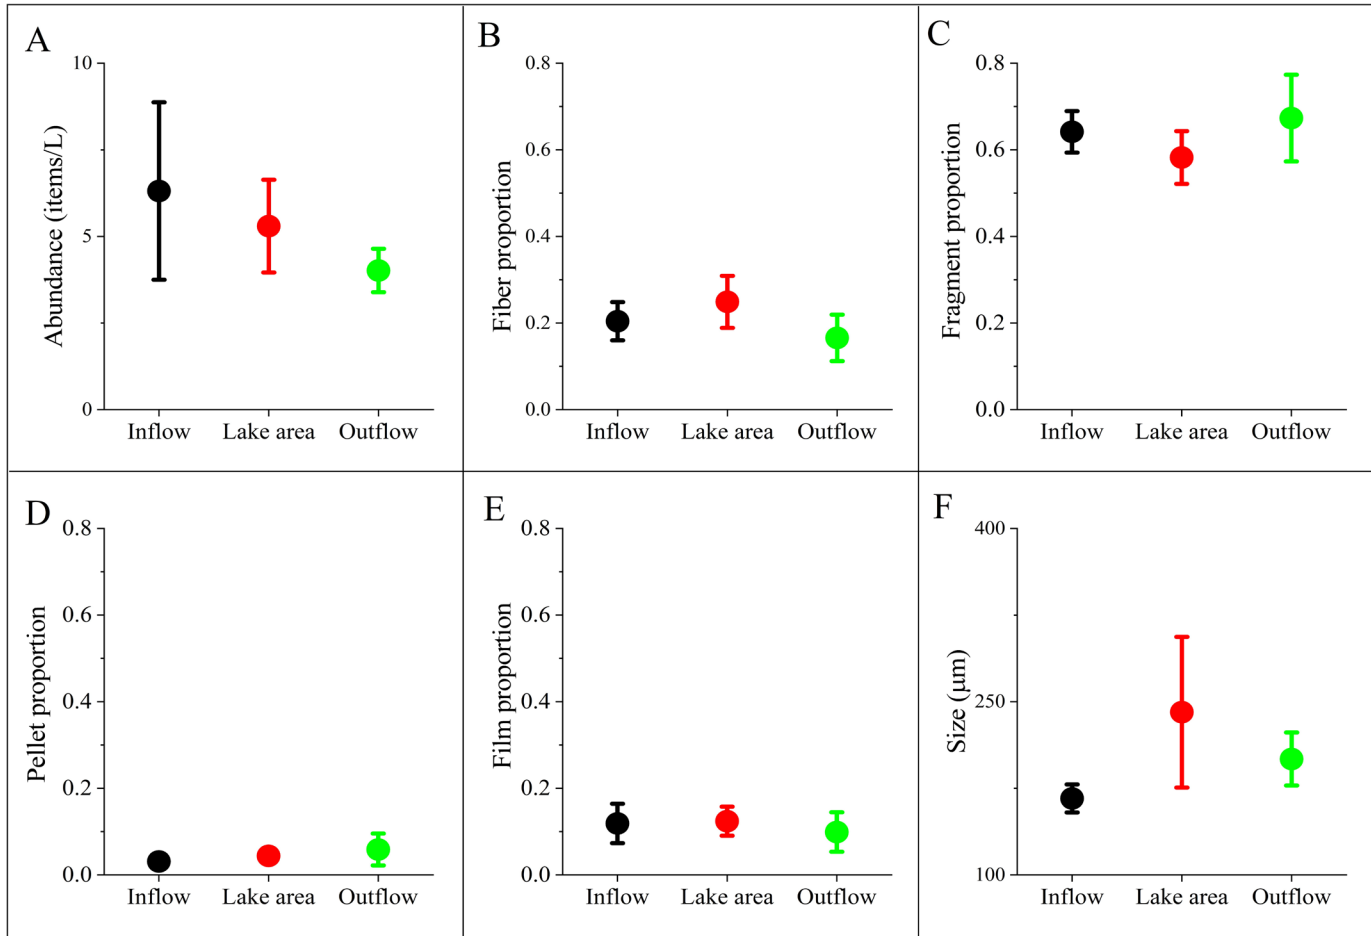 A
Abundance (items/L)
10
5
0
Inflow Lake area Outflow
B
Fiber proportion
0.8
0.6
0.4
0.2
0.0
Inflow Lake area Outflow
C
Fragment proportion
0.8
0.6
0.4
0.2
0.0
Inflow Lake area Outflow
D
Pellet proportion
0.8
0.6
0.4
0.2
0.0
Inflow Lake area Outflow
E
Film proportion
0.8
0.6
0.4
0.2
0.0
Inflow Lake area Outflow
F
Size (μm)
400
250
100
Inflow Lake area Outflow